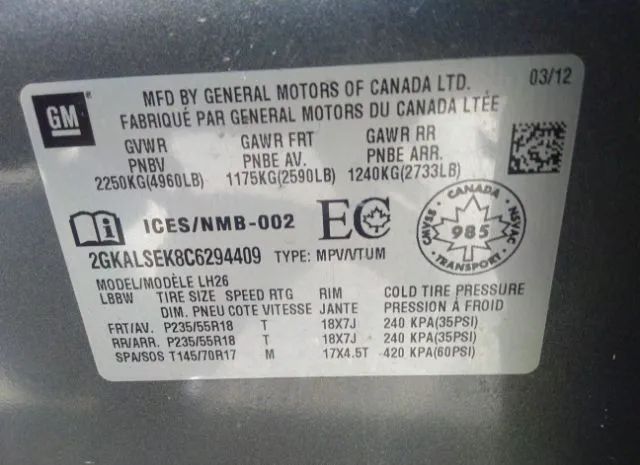 GM
®
03/12
MFD BY GENERAL MOTORS OF CANADA LTD.
FABRIQUÉ PAR GENERAL MOTORS DU CANADA LTÉE
GVWR GAWR FRT GAWR RR
PNBV PNBE AV. PNBE ARR.
2250KG(4960LB) 1175KG(2590LB) 1240KG(2733LB)
i ICES/NMB-002 EC
CANADA
CMVSS 985 NSVAC
TRANSPORT
2GKALSEK8C6294409 TYPE: MPV/VTUM
MODEL/MODÈLE LH26
LBBW TIRE SIZE SPEED RTG RIM COLD TIRE PRESSURE
DIM. PNEU COTE VITESSE JANTE PRESSION À FROID
FRT/AV. P235/55R18 T 18X7J 240 KPA(35PSI)
RR/ARR. P235/55R18 T 18X7J 240 KPA(35PSI)
SPA/SOS T145/70R17 M 17X4.5T 420 KPA(60PSI)